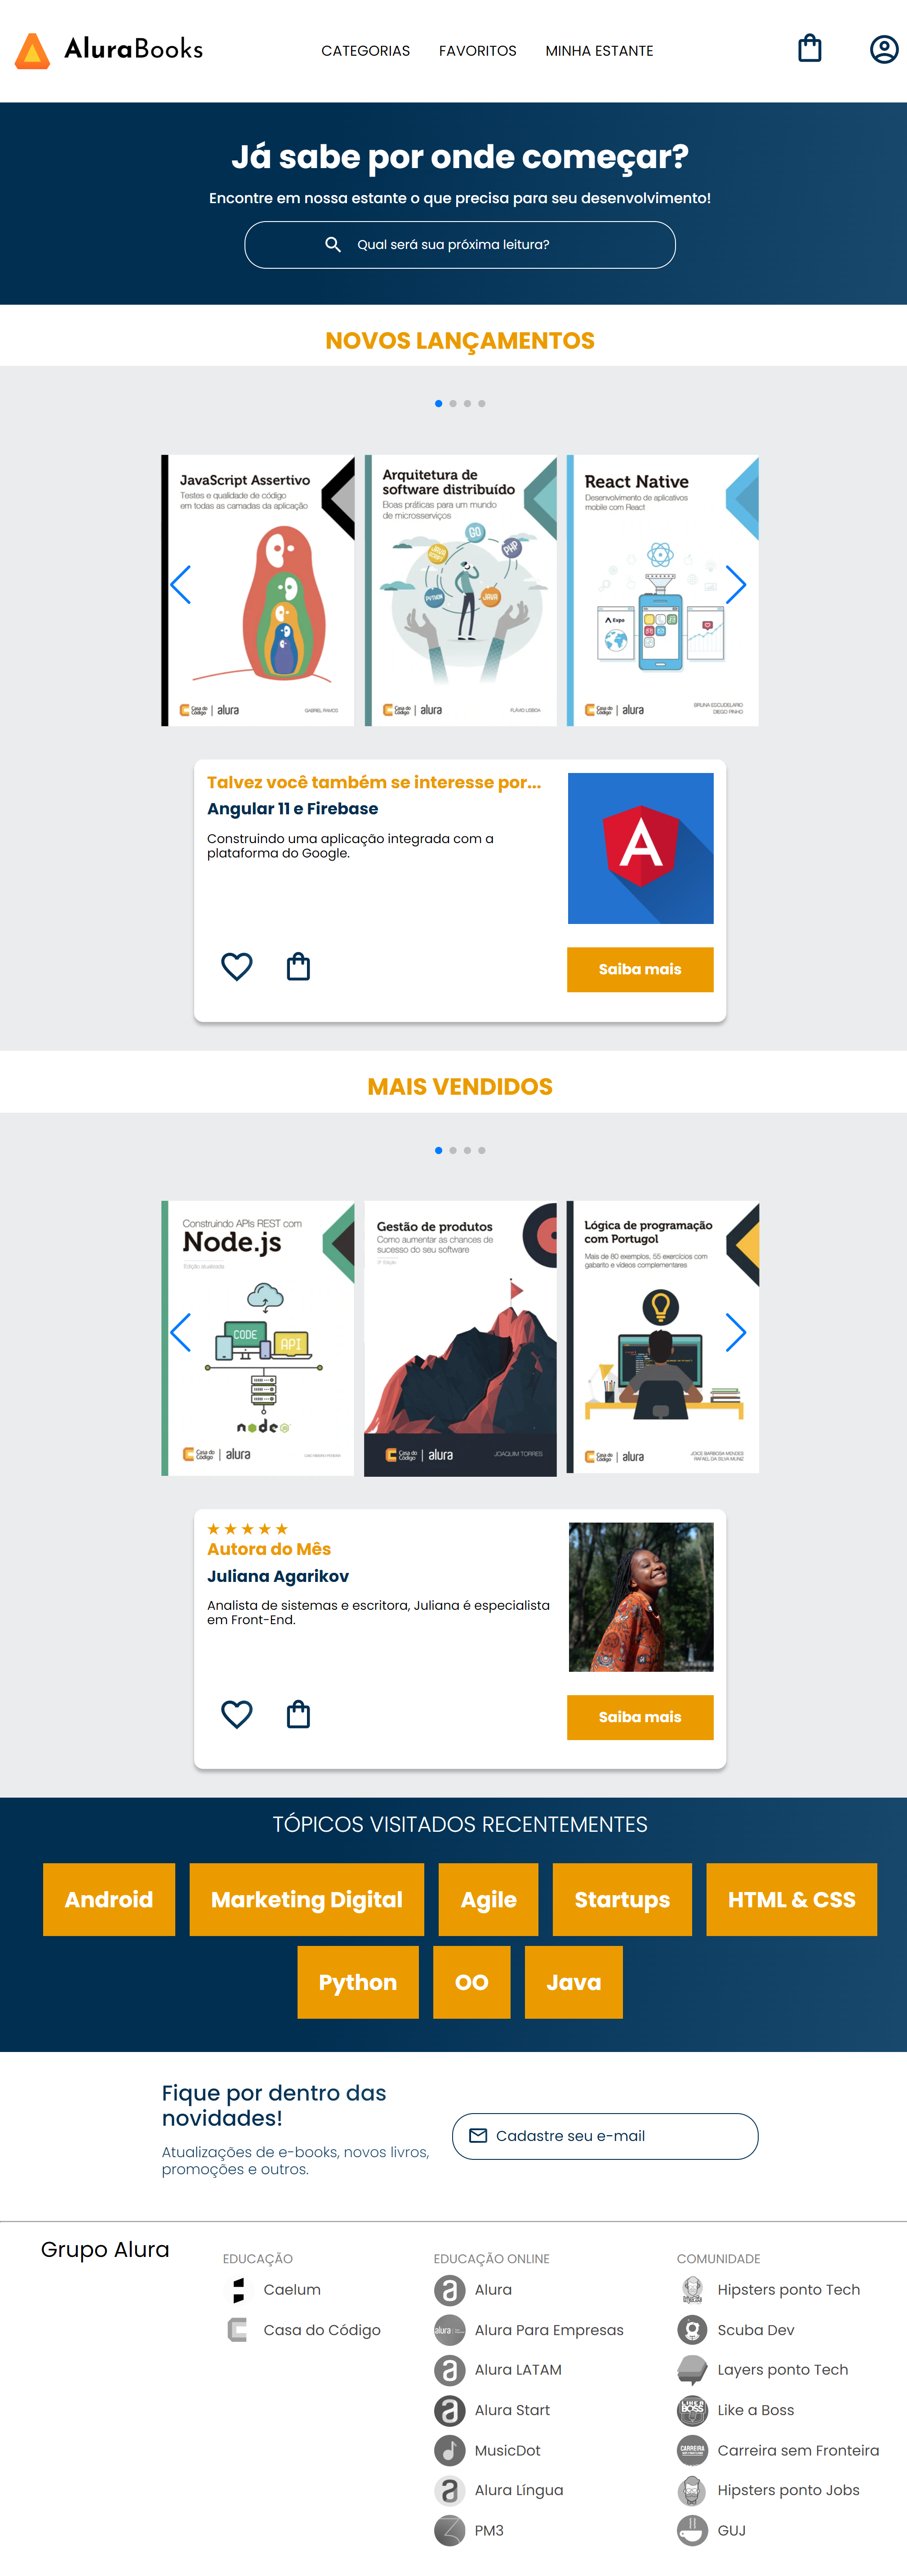 AluraBooks
CATEGORIAS
FAVORITOS
MINHA ESTANTE
Já sabe por onde começar?
Encontre em nossa estante o que precisa para seu desenvolvimento!
Qual será sua próxima leitura?
NOVOS LANÇAMENTOS
JavaScript Assertivo
Testes e qualidade de código
em todas as camadas da aplicação
Casa do
Código
alura
GABRIEL RAMOS
Arquitetura de
software distribuído
Boas práticas para um mundo
de microsserviços
GO
JAVA
PHP
PYTHON
JAVA
Casa do
Código
alura
FLÁVIO LISBOA
React Native
Desenvolvimento de aplicativos
mobile com React
Expo
Casa do
Código
alura
BRUNA ESCUDELARIO
DIEGO PINHO
Talvez você também se interesse por...
Angular 11 e Firebase
Construindo uma aplicação integrada com a
plataforma do Google.
A
Saiba mais
MAIS VENDIDOS
Construindo APIs REST com
Node.js
Edição atualizada
CODE
API
node
JS
Casa do
Código
alura
Gestão de produtos
Como aumentar as chances de
sucesso do seu software
Edição
Casa do
Código
alura
JOAQUIM TORRES
Lógica de programação
com Portugol
Mais de 80 exemplos, 55 exercícios com
gabarito e vídeos complementares
Casa do
Código
alura
JOICE BARBOSA MENDES
RAFAEL DA SILVA MUNIZ
★ ★ ★ ★ ★
Autora do Mês
Juliana Agarikov
Analista de sistemas e escritora, Juliana é especialista
em Front-End.
Saiba mais
TÓPICOS VISITADOS RECENTEMENTES
Android
Marketing Digital
Agile
Startups
HTML & CSS
Python
OO
Java
Fique por dentro das
novidades!
Atualizações de e-books, novos livros,
promoções e outros.
Cadastre seu e-mail
Grupo Alura
EDUCAÇÃO
Caelum
Casa do Código
EDUCAÇÃO ONLINE
a Alura
alura Alura Para Empresas
a Alura LATAM
a Alura Start
MusicDot
a Alura Língua
PM3
COMUNIDADE
Hipsters ponto Tech
Scuba Dev
Layers ponto Tech
LIKE A
BOSS
Like a Boss
CARREIRA
Carreira sem Fronteira
Hipsters ponto Jobs
GUJ